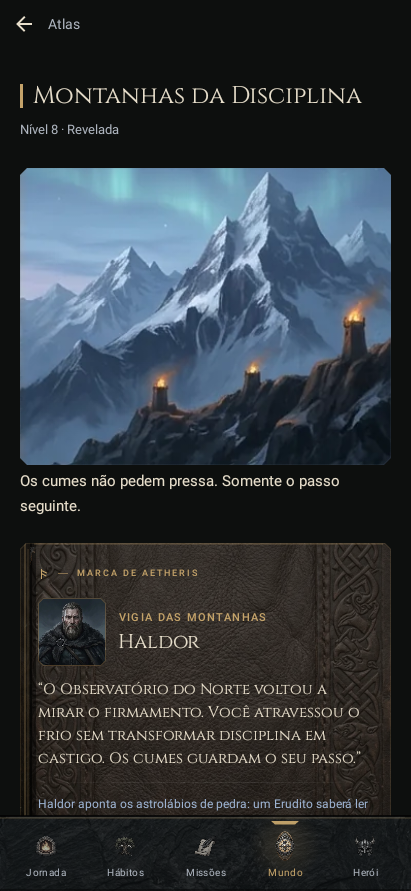 Atlas
Montanhas da Disciplina
Nível 8 · Revelada
Os cumes não pedem pressa. Somente o passo
seguinte.
— MARCA DE AETHERIS
VIGIA DAS MONTANHAS
Haldor
“O Observatório do Norte voltou a
mirar o firmamento. Você atravessou o
frio sem transformar disciplina em
castigo. Os cumes guardam o seu passo.”
Haldor aponta os astrolábios de pedra: um Erudito saberá ler
Jornada
Hábitos
Missões
Mundo
Herói